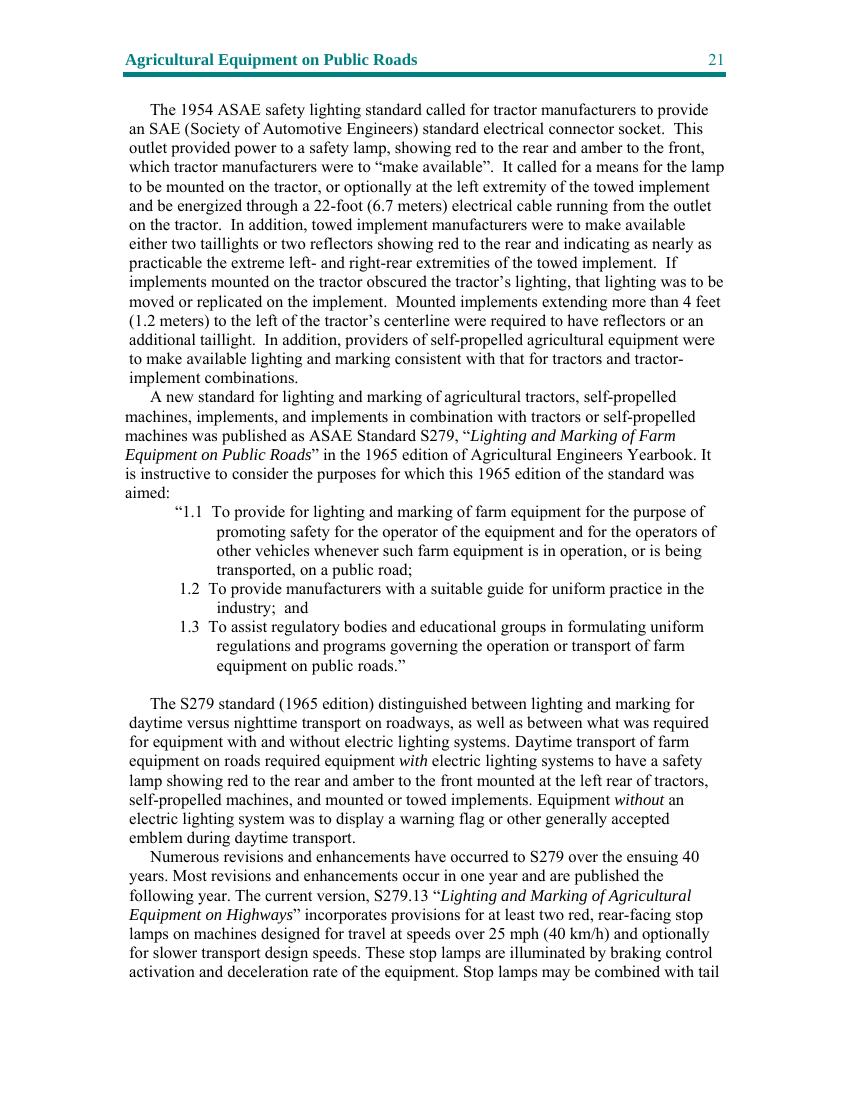 Agricultural Equipment on Public Roads 21
The 1954 ASAE safety lighting standard called for tractor manufacturers to provide
an SAE (Society of Automotive Engineers) standard electrical connector socket.  This
outlet provided power to a safety lamp, showing red to the rear and amber to the front,
which tractor manufacturers were to “make available”.  It called for a means for the lamp
to be mounted on the tractor, or optionally at the left extremity of the towed implement
and be energized through a 22-foot (6.7 meters) electrical cable running from the outlet
on the tractor.  In addition, towed implement manufacturers were to make available
either two taillights or two reflectors showing red to the rear and indicating as nearly as
practicable the extreme left- and right-rear extremities of the towed implement.  If
implements mounted on the tractor obscured the tractor’s lighting, that lighting was to be
moved or replicated on the implement.  Mounted implements extending more than 4 feet
(1.2 meters) to the left of the tractor’s centerline were required to have reflectors or an
additional taillight.  In addition, providers of self-propelled agricultural equipment were
to make available lighting and marking consistent with that for tractors and tractor-
implement combinations.
A new standard for lighting and marking of agricultural tractors, self-propelled
machines, implements, and implements in combination with tractors or self-propelled
machines was published as ASAE Standard S279, “Lighting and Marking of Farm
Equipment on Public Roads” in the 1965 edition of Agricultural Engineers Yearbook. It
is instructive to consider the purposes for which this 1965 edition of the standard was
aimed:
“1.1  To provide for lighting and marking of farm equipment for the purpose of
promoting safety for the operator of the equipment and for the operators of
other vehicles whenever such farm equipment is in operation, or is being
transported, on a public road;
1.2  To provide manufacturers with a suitable guide for uniform practice in the
industry;  and
1.3  To assist regulatory bodies and educational groups in formulating uniform
regulations and programs governing the operation or transport of farm
equipment on public roads.”
The S279 standard (1965 edition) distinguished between lighting and marking for
daytime versus nighttime transport on roadways, as well as between what was required
for equipment with and without electric lighting systems. Daytime transport of farm
equipment on roads required equipment with electric lighting systems to have a safety
lamp showing red to the rear and amber to the front mounted at the left rear of tractors,
self-propelled machines, and mounted or towed implements. Equipment without an
electric lighting system was to display a warning flag or other generally accepted
emblem during daytime transport.
Numerous revisions and enhancements have occurred to S279 over the ensuing 40
years. Most revisions and enhancements occur in one year and are published the
following year. The current version, S279.13 “Lighting and Marking of Agricultural
Equipment on Highways” incorporates provisions for at least two red, rear-facing stop
lamps on machines designed for travel at speeds over 25 mph (40 km/h) and optionally
for slower transport design speeds. These stop lamps are illuminated by braking control
activation and deceleration rate of the equipment. Stop lamps may be combined with tail